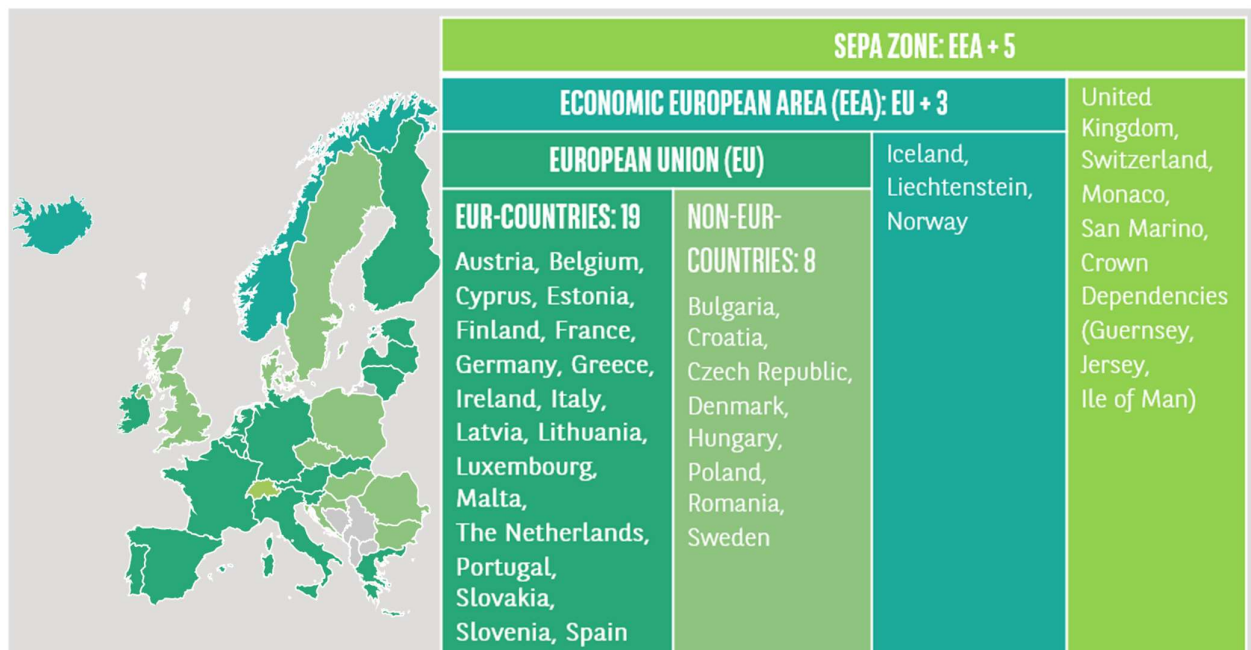 SEPA ZONE: EEA + 5
ECONOMIC EUROPEAN AREA (EEA): EU + 3
EUROPEAN UNION (EU)
EUR-COUNTRIES: 19
Austria, Belgium,
Cyprus, Estonia,
Finland, France,
Germany, Greece,
Ireland, Italy,
Latvia, Lithuania,
Luxembourg,
Malta,
The Netherlands,
Portugal,
Slovakia,
Slovenia, Spain
NON-EUR-
COUNTRIES: 8
Bulgaria,
Croatia,
Czech Republic,
Denmark,
Hungary,
Poland,
Romania,
Sweden
Iceland,
Liechtenstein,
Norway
United
Kingdom,
Switzerland,
Monaco,
San Marino,
Crown
Dependencies
(Guernsey,
Jersey,
Ile of Man)